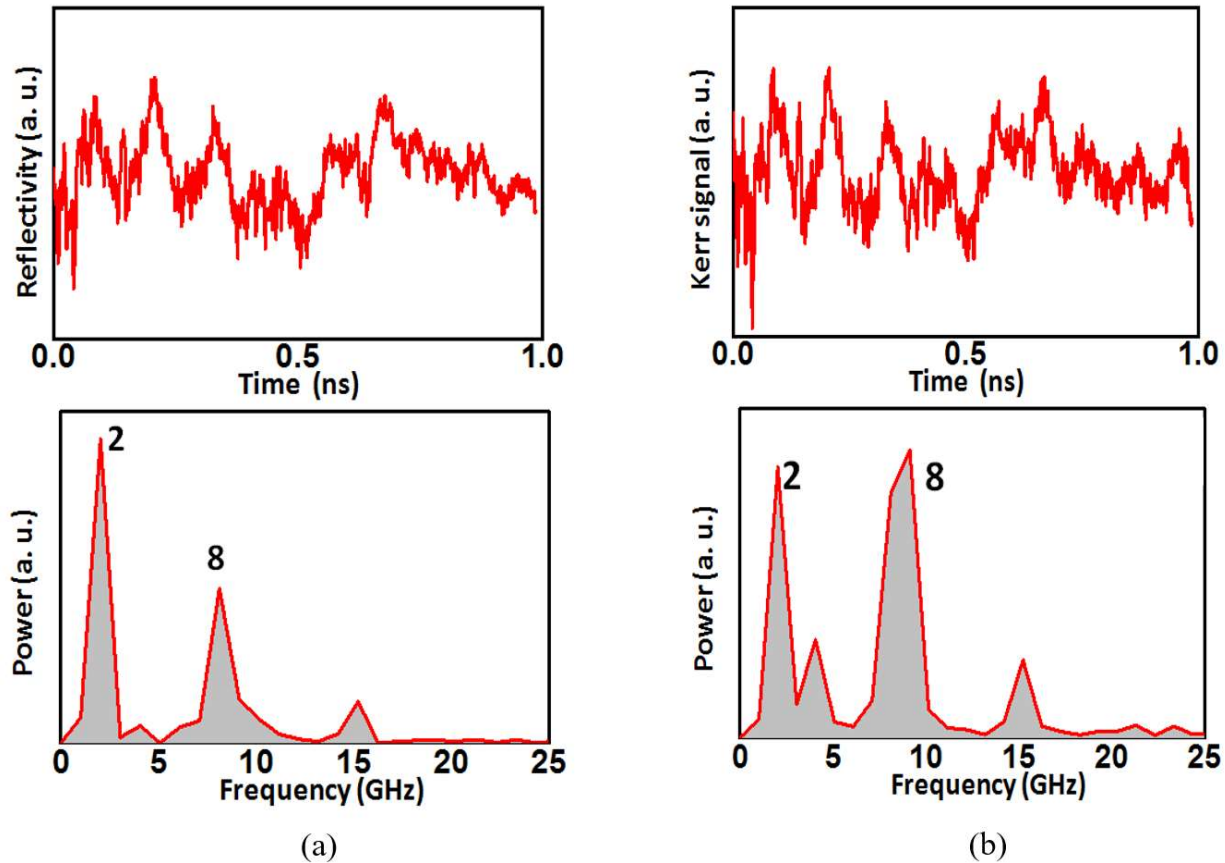 Reflectivity (a. u.)
0.0 0.5 1.0
Time (ns)
Kerr signal (a. u.)
0.0 0.5 1.0
Time (ns)
Power (a. u.)
2
8
0 5 10 15 20 25
Frequency (GHz)
(a)
Power (a. u.)
2
8
0 5 10 15 20 25
Frequency (GHz)
(b)